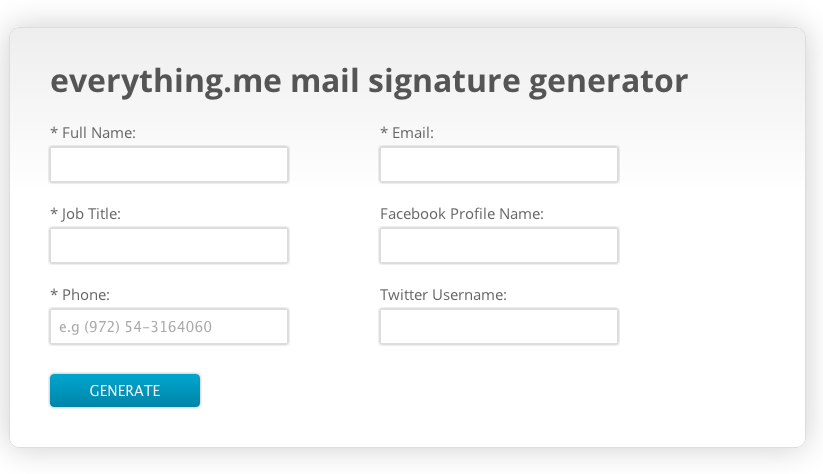 everything.me mail signature generator
* Full Name:
* Email:
* Job Title:
Facebook Profile Name:
* Phone:
Twitter Username:
e.g (972) 54-3164060
GENERATE